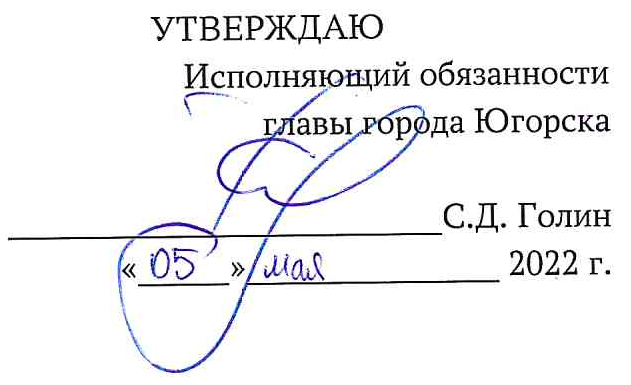 УТВЕРЖДАЮ
Исполняющий обязанности
главы города Югорска
С.Д. Голин
« 05 » мая 2022 г.